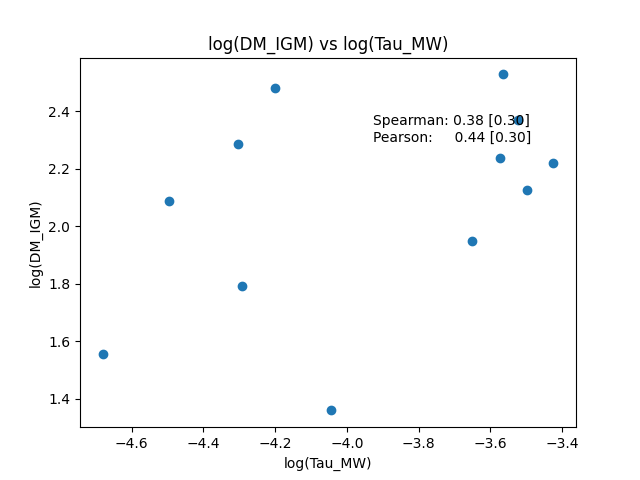 log(DM_IGM) vs log(Tau_MW)
Spearman: 0.38 [0.30]
Pearson: 0.44 [0.30]
2.4
2.2
2.0
1.8
1.6
1.4
log(DM_IGM)
−4.6 −4.4 −4.2 −4.0 −3.8 −3.6 −3.4
log(Tau_MW)